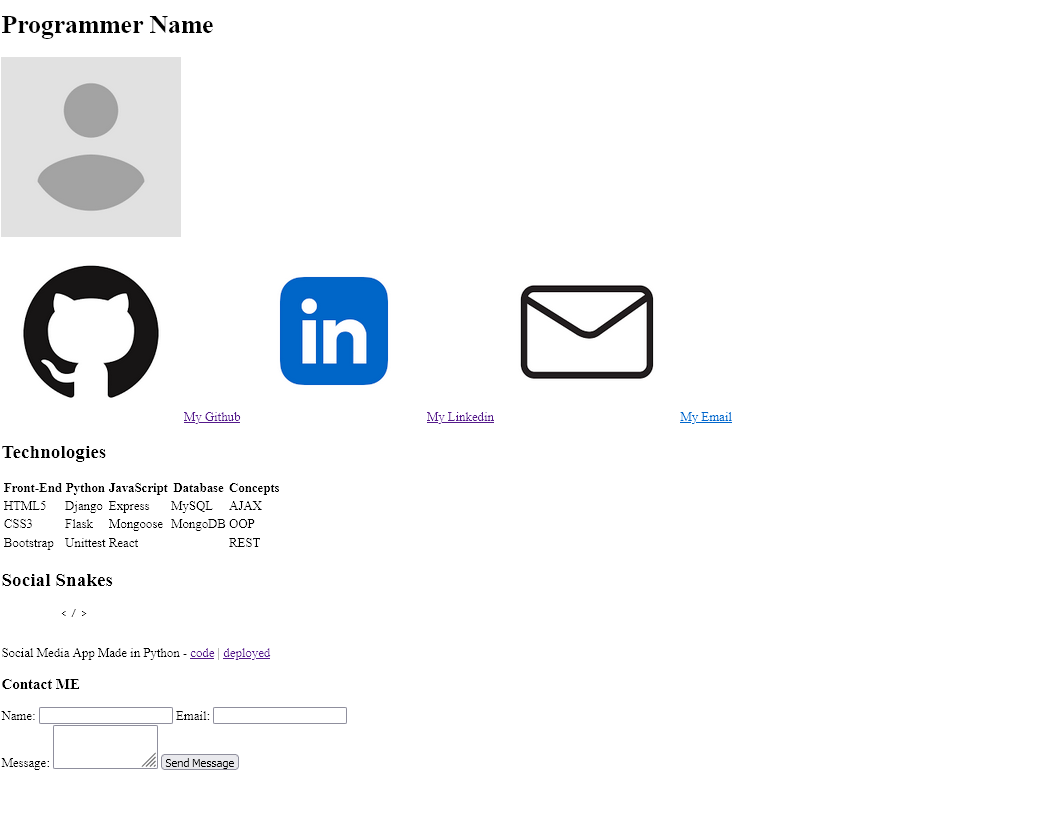 Programmer Name
in
My Github My Linkedin My Email
Technologies
Front-End Python JavaScript Database Concepts
HTML5 Django Express MySQL AJAX
CSS3 Flask Mongoose MongoDB OOP
Bootstrap Unittest React REST
Social Snakes
< / >
Social Media App Made in Python - code | deployed
Contact ME
Name: Email:
Message: Send Message